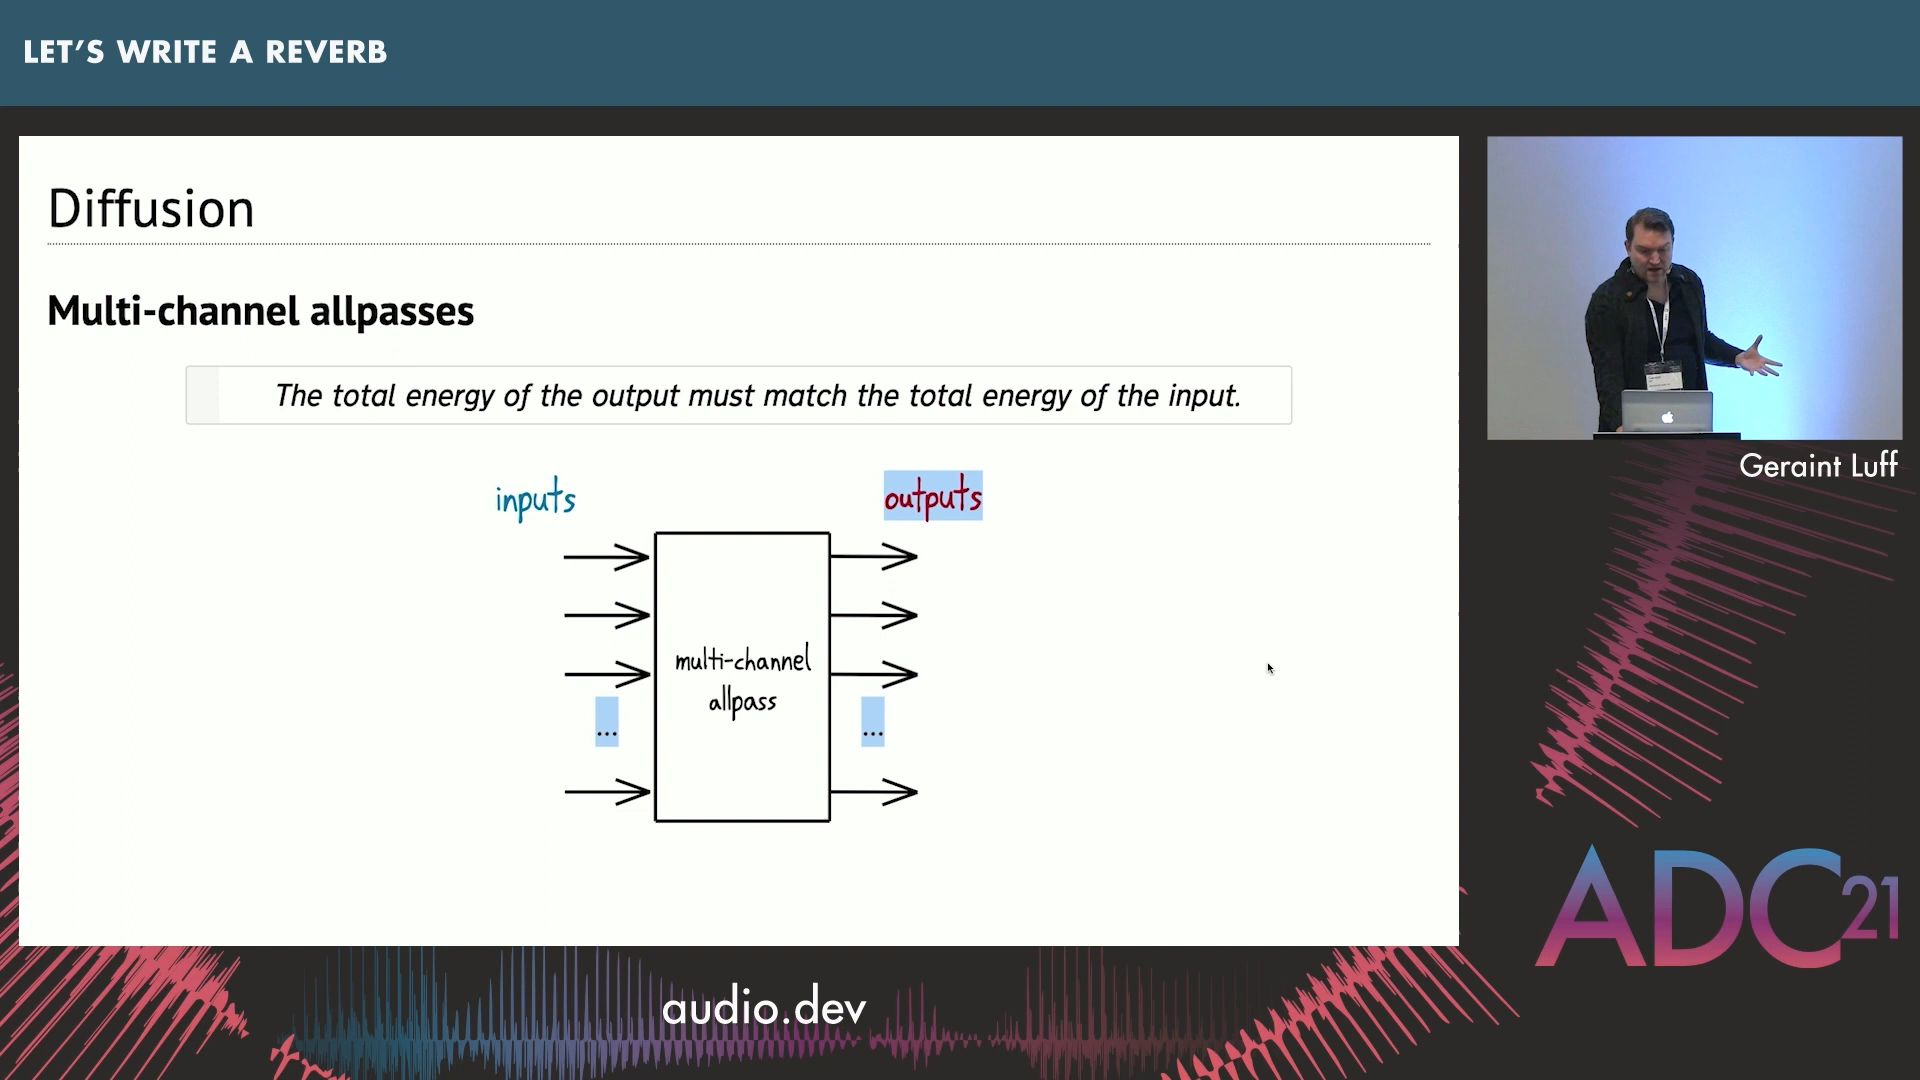 LET’S WRITE A REVERB
Diffusion
Multi-channel allpasses
The total energy of the output must match the total energy of the input.
inputs
outputs
multi-channel
allpass
...
...
Geraint Luff
ADC21
audio.dev